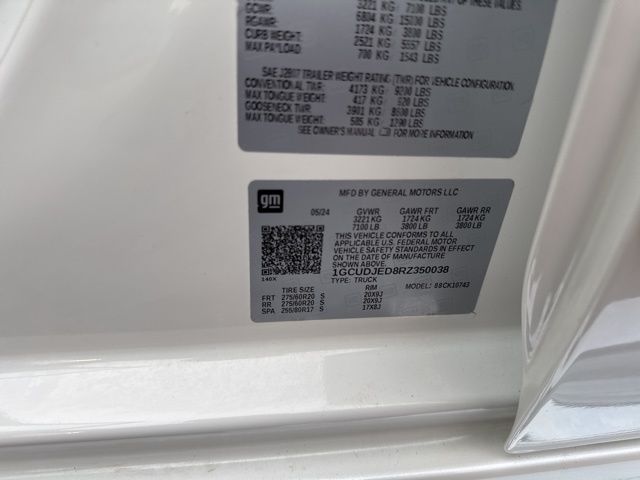 OF THESE VALUES.
GCWR: 3221 KG / 7100 LBS
RGAWR: 6804 KG 15000 LBS
CURB WEIGHT: 1724 KG / 3800 LBS
MAX PAYLOAD 2521 KG / 5557 LBS
700 KG 1543 LBS
SAE J2807 TRAILER WEIGHT RATING (TWR) FOR VEHICLE CONFIGURATION.
CONVENTIONAL TWR: 4173 KG / 9200 LBS
MAX TONGUE WEIGHT: 417 KG / 920 LBS
GOOSENECK TWR: 3901 KG / 8600 LBS
MAX TONGUE WEIGHT: 585 KG / 1290 LBS
SEE OWNER'S MANUAL FOR MORE INFORMATION
gm
MFD BY GENERAL MOTORS LLC
05/24 GVWR GAWR FRT GAWR RR
3221 KG 1724 KG 1724 KG
7100 LB 3800 LB 3800 LB
THIS VEHICLE CONFORMS TO ALL
APPLICABLE U.S. FEDERAL MOTOR
VEHICLE SAFETY STANDARDS IN EFFECT
ON THE DATE OF MANUFACTURE
1GCUDJED8RZ350038
140X TYPE: TRUCK MODEL:
TIRE SIZE RIM
FRT 275/60R20 S 20X9J
RR 275/60R20 S 20X9J
SPA 255/80R17 S 17X8J